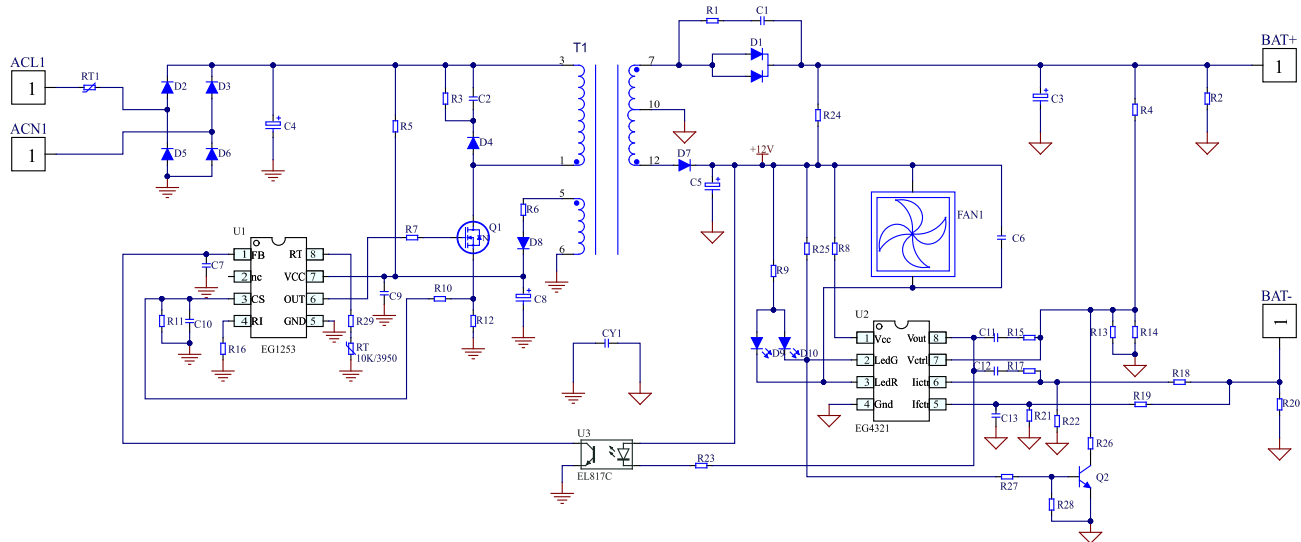 R1 C1
T1
D1
ACL1
BAT+
RT1
3
7
1
1
D2
D3
R3
C2
C3
R4
R2
C4
R5
10
R24
ACN1
1
D5
D6
D4
1
12
D7
+12V
C5
5
R6
FAN1
U1
R7
Q1
D8
R25
R8
C6
1
FB
RT
8
6
C7
2
nc
VCC
7
R9
3
CS
OUT
6
C9
R10
C8
BAT-
R11
C10
4
RI
GND
5
R29
R12
U2
1
EG1253
R16
RT
10K/3950
CY1
D9
D10
1
Vcc
Vout
8
C11
R15
R13
R14
2
LedG
Vctrl
7
C12
R17
3
LedR
Iictr
6
R18
4
Gnd
Ifctr
5
R19
R20
EG4321
C13
R21
R22
U3
R26
EL817C
R23
R27
Q2
R28